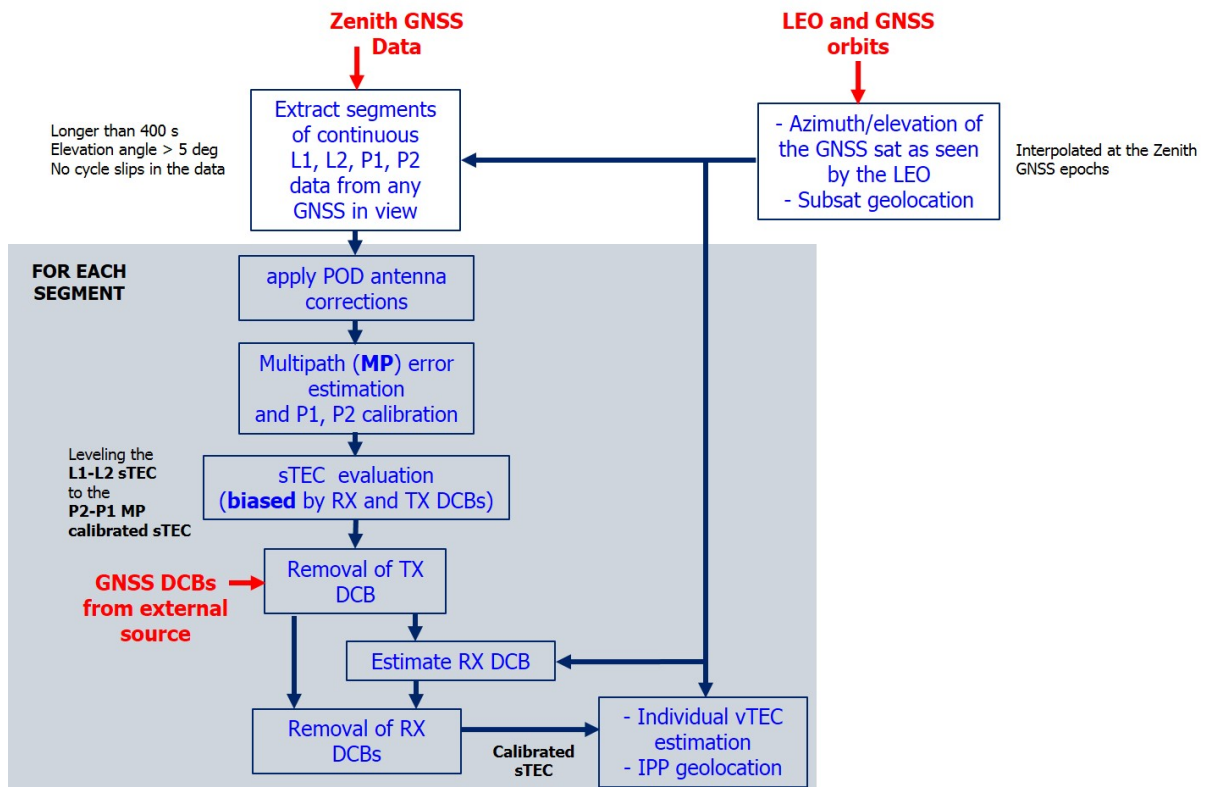 Zenith GNSS
Data
LEO and GNSS
orbits
Longer than 400 s
Elevation angle > 5 deg
No cycle slips in the data
Extract segments
of continuous
L1, L2, P1, P2
data from any
GNSS in view
- Azimuth/elevation of
the GNSS sat as seen
by the LEO
- Subsat geolocation
Interpolated at the Zenith
GNSS epochs
FOR EACH
SEGMENT
apply POD antenna
corrections
Multipath (MP) error
estimation
and P1, P2 calibration
Leveling the
L1-L2 sTEC
to the
P2-P1 MP
calibrated sTEC
sTEC evaluation
(biased by RX and TX DCBs)
GNSS DCBs
from external
source
Removal of TX
DCB
Estimate RX DCB
Removal of RX
DCBs
Calibrated
sTEC
- Individual vTEC
estimation
- IPP geolocation